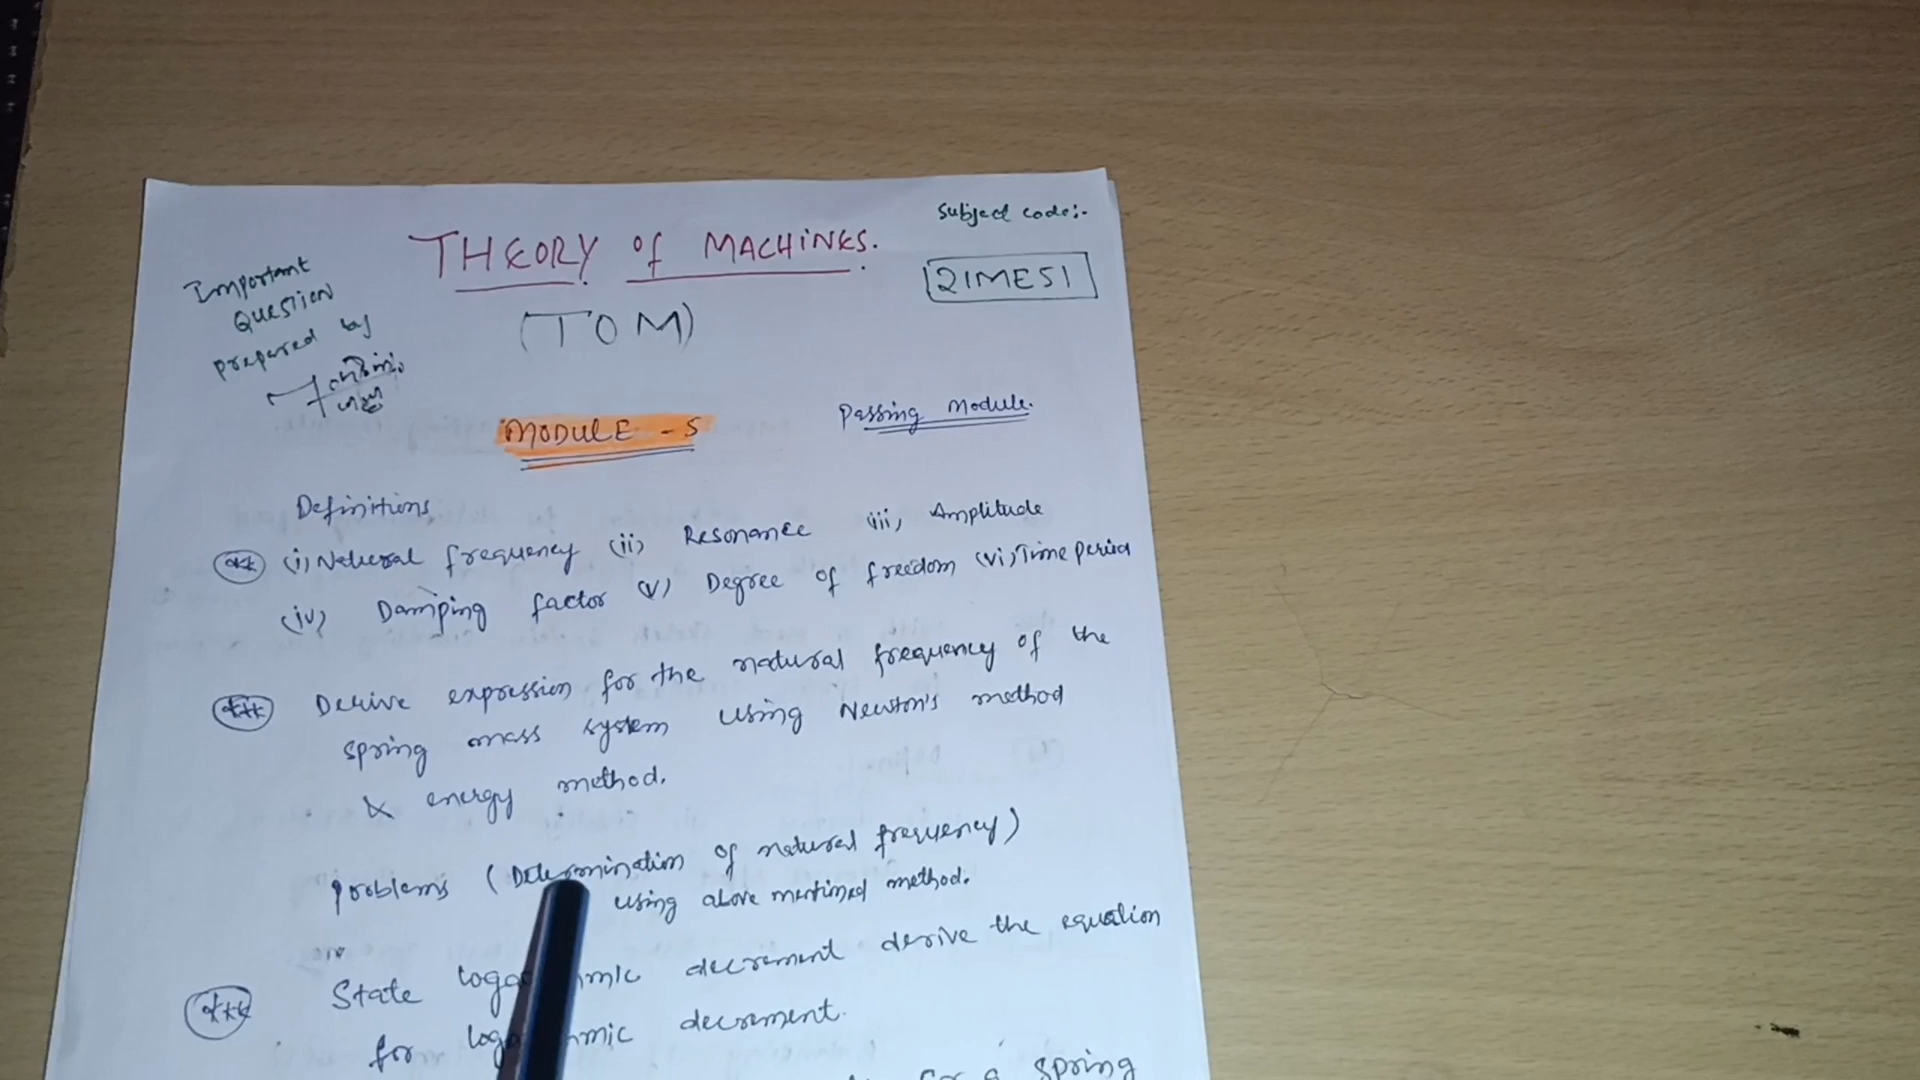 Subject code:-
THEORY of MACHINES.
21ME51
Important
Question
prepared by
(TOM)
MODULE - 5
Passing Module.
Definitions
** (i) Natural frequency (ii) Resonance iii) Amplitude
(iv) Damping factor (v) Degree of freedom (vi) Time period
*** Derive expression for the natural frequency of the
spring mass system using Newton's method
& energy method.
problems (Determination of natural frequency)
using above mentioned method.
*** State decrement derive the equation
for decrement.
for a spring